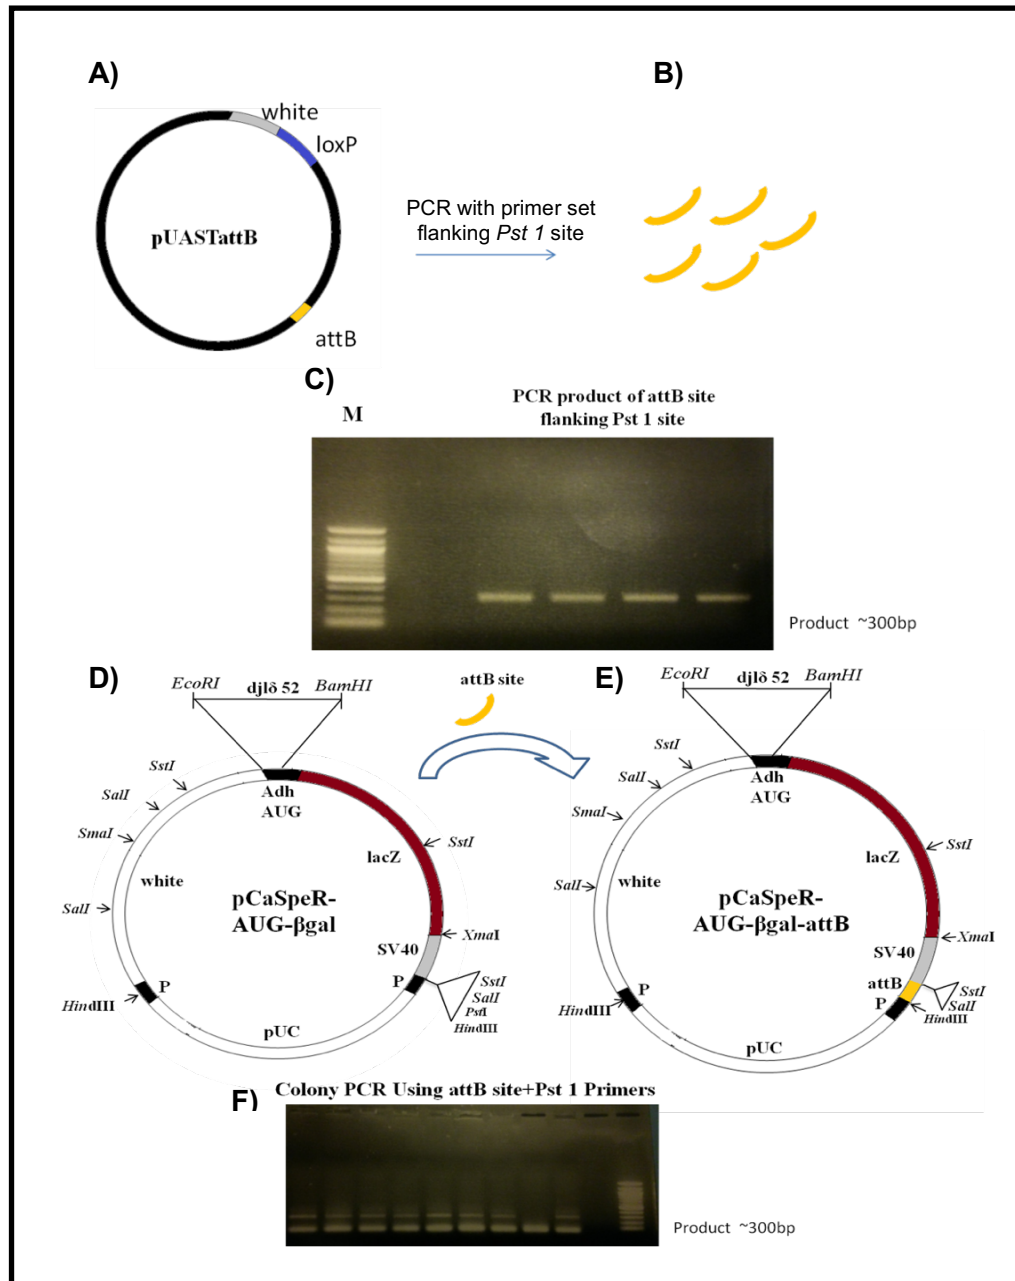 A)
white
loxP
pUASTattB
attB
PCR with primer set
flanking Pst 1 site
B)
C)
M
PCR product of attB site
flanking Pst 1 site
Product ~300bp
D)
EcoRI
djlδ 52
BamHI
SstI
SalI
SmaI
SalI
white
Adh
AUG
lacZ
SstI
pCaSpeR-
AUG-βgal
XmaI
SV40
P
SstI
SalI
PstI
HindIII
HindIII
P
pUC
attB site
E)
EcoRI
djlδ 52
BamHI
SstI
SalI
SmaI
SalI
white
Adh
AUG
lacZ
SstI
pCaSpeR-
AUG-βgal-attB
XmaI
SV40
attB
P
SstI
SalI
HindIII
HindIII
P
pUC
F)
Colony PCR Using attB site+Pst 1 Primers
Product ~300bp